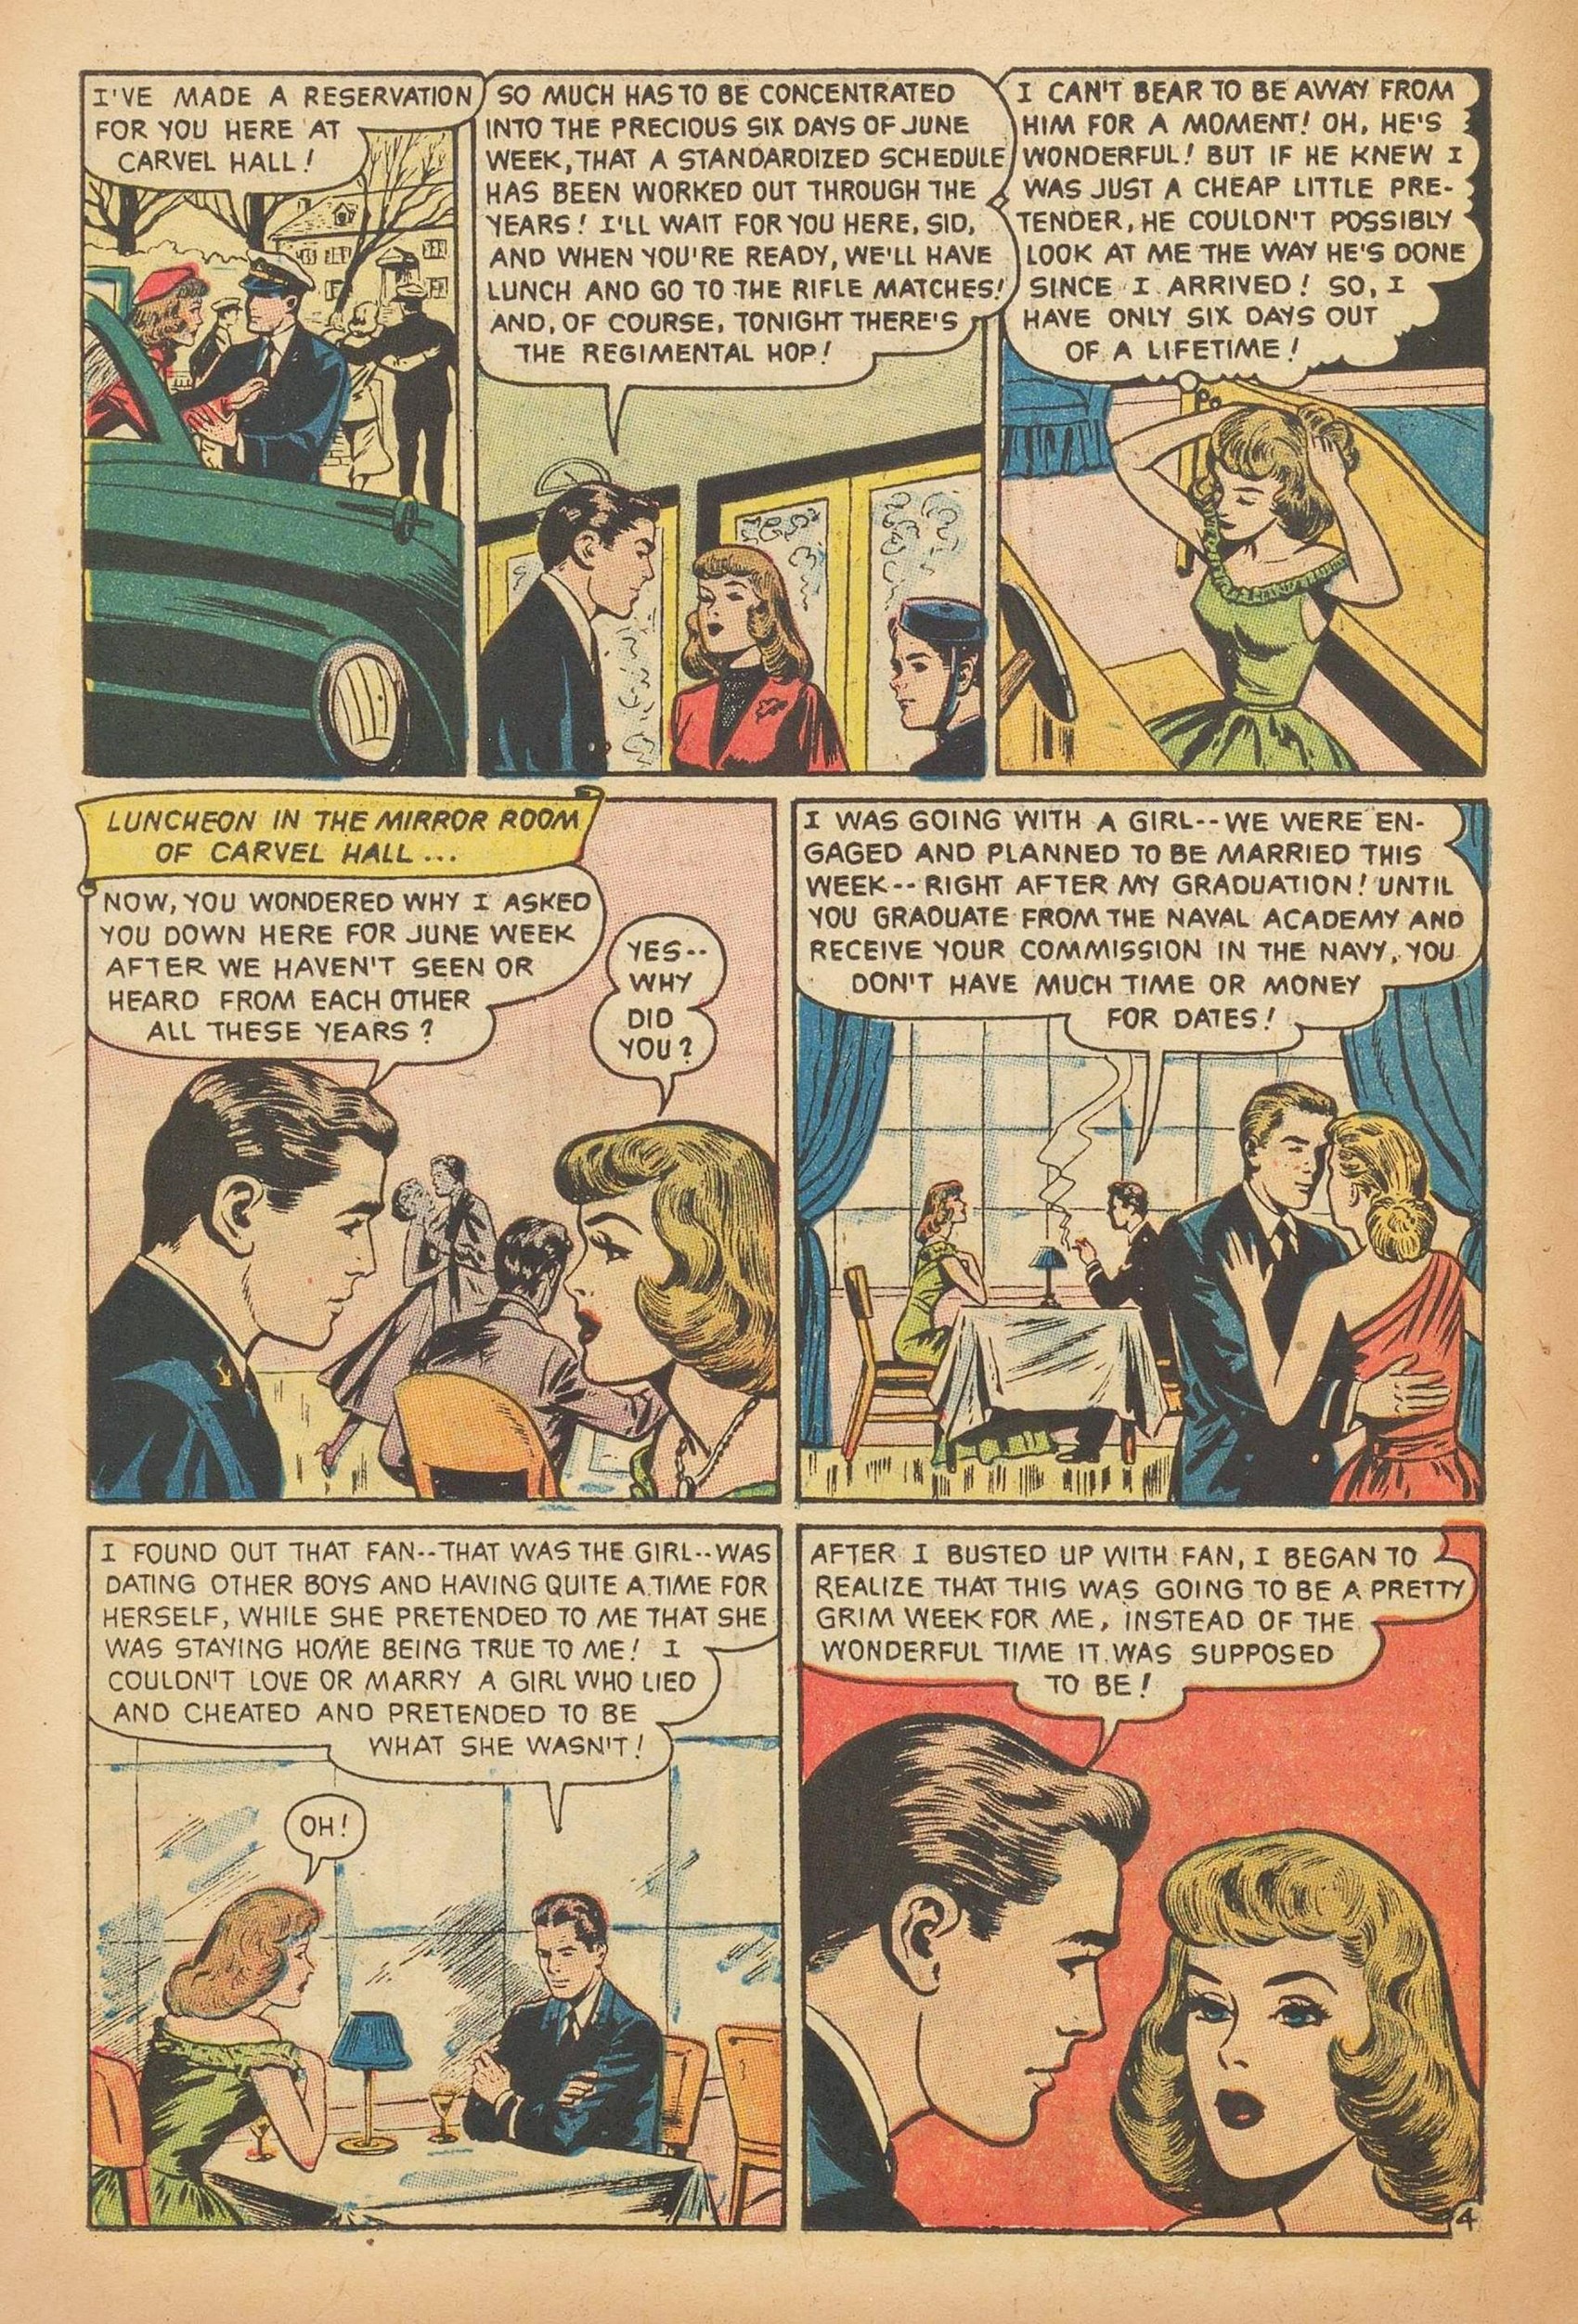 I'VE MADE A RESERVATION
FOR YOU HERE AT
CARVEL HALL!
SO MUCH HAS TO BE CONCENTRATED
INTO THE PRECIOUS SIX DAYS OF JUNE
WEEK, THAT A STANDARDIZED SCHEDULE
HAS BEEN WORKED OUT THROUGH THE
YEARS! I'LL WAIT FOR YOU HERE, SID,
AND WHEN YOU'RE READY, WE'LL HAVE
LUNCH AND GO TO THE RIFLE MATCHES!
AND, OF COURSE, TONIGHT THERE'S
THE REGIMENTAL HOP!
I CAN'T BEAR TO BE AWAY FROM
HIM FOR A MOMENT! OH, HE'S
WONDERFUL! BUT IF HE KNEW I
WAS JUST A CHEAP LITTLE PRE-
TENDER, HE COULDN'T POSSIBLY
LOOK AT ME THE WAY HE'S DONE
SINCE I ARRIVED! SO, I
HAVE ONLY SIX DAYS OUT
OF A LIFETIME!
LUNCHEON IN THE MIRROR ROOM
OF CARVEL HALL...
NOW, YOU WONDERED WHY I ASKED
YOU DOWN HERE FOR JUNE WEEK
AFTER WE HAVEN'T SEEN OR
HEARD FROM EACH OTHER
ALL THESE YEARS?
YES--
WHY
DID
YOU?
I WAS GOING WITH A GIRL--WE WERE EN-
GAGED AND PLANNED TO BE MARRIED THIS
WEEK--RIGHT AFTER MY GRADUATION! UNTIL
YOU GRADUATE FROM THE NAVAL ACADEMY AND
RECEIVE YOUR COMMISSION IN THE NAVY, YOU
DON'T HAVE MUCH TIME OR MONEY
FOR DATES!
I FOUND OUT THAT FAN--THAT WAS THE GIRL--WAS
DATING OTHER BOYS AND HAVING QUITE A TIME FOR
HERSELF, WHILE SHE PRETENDED TO ME THAT SHE
WAS STAYING HOME BEING TRUE TO ME! I
COULDN'T LOVE OR MARRY A GIRL WHO LIED
AND CHEATED AND PRETENDED TO BE
WHAT SHE WASN'T!
OH!
AFTER I BUSTED UP WITH FAN, I BEGAN TO
REALIZE THAT THIS WAS GOING TO BE A PRETTY
GRIM WEEK FOR ME, INSTEAD OF THE
WONDERFUL TIME IT WAS SUPPOSED
TO BE!
4